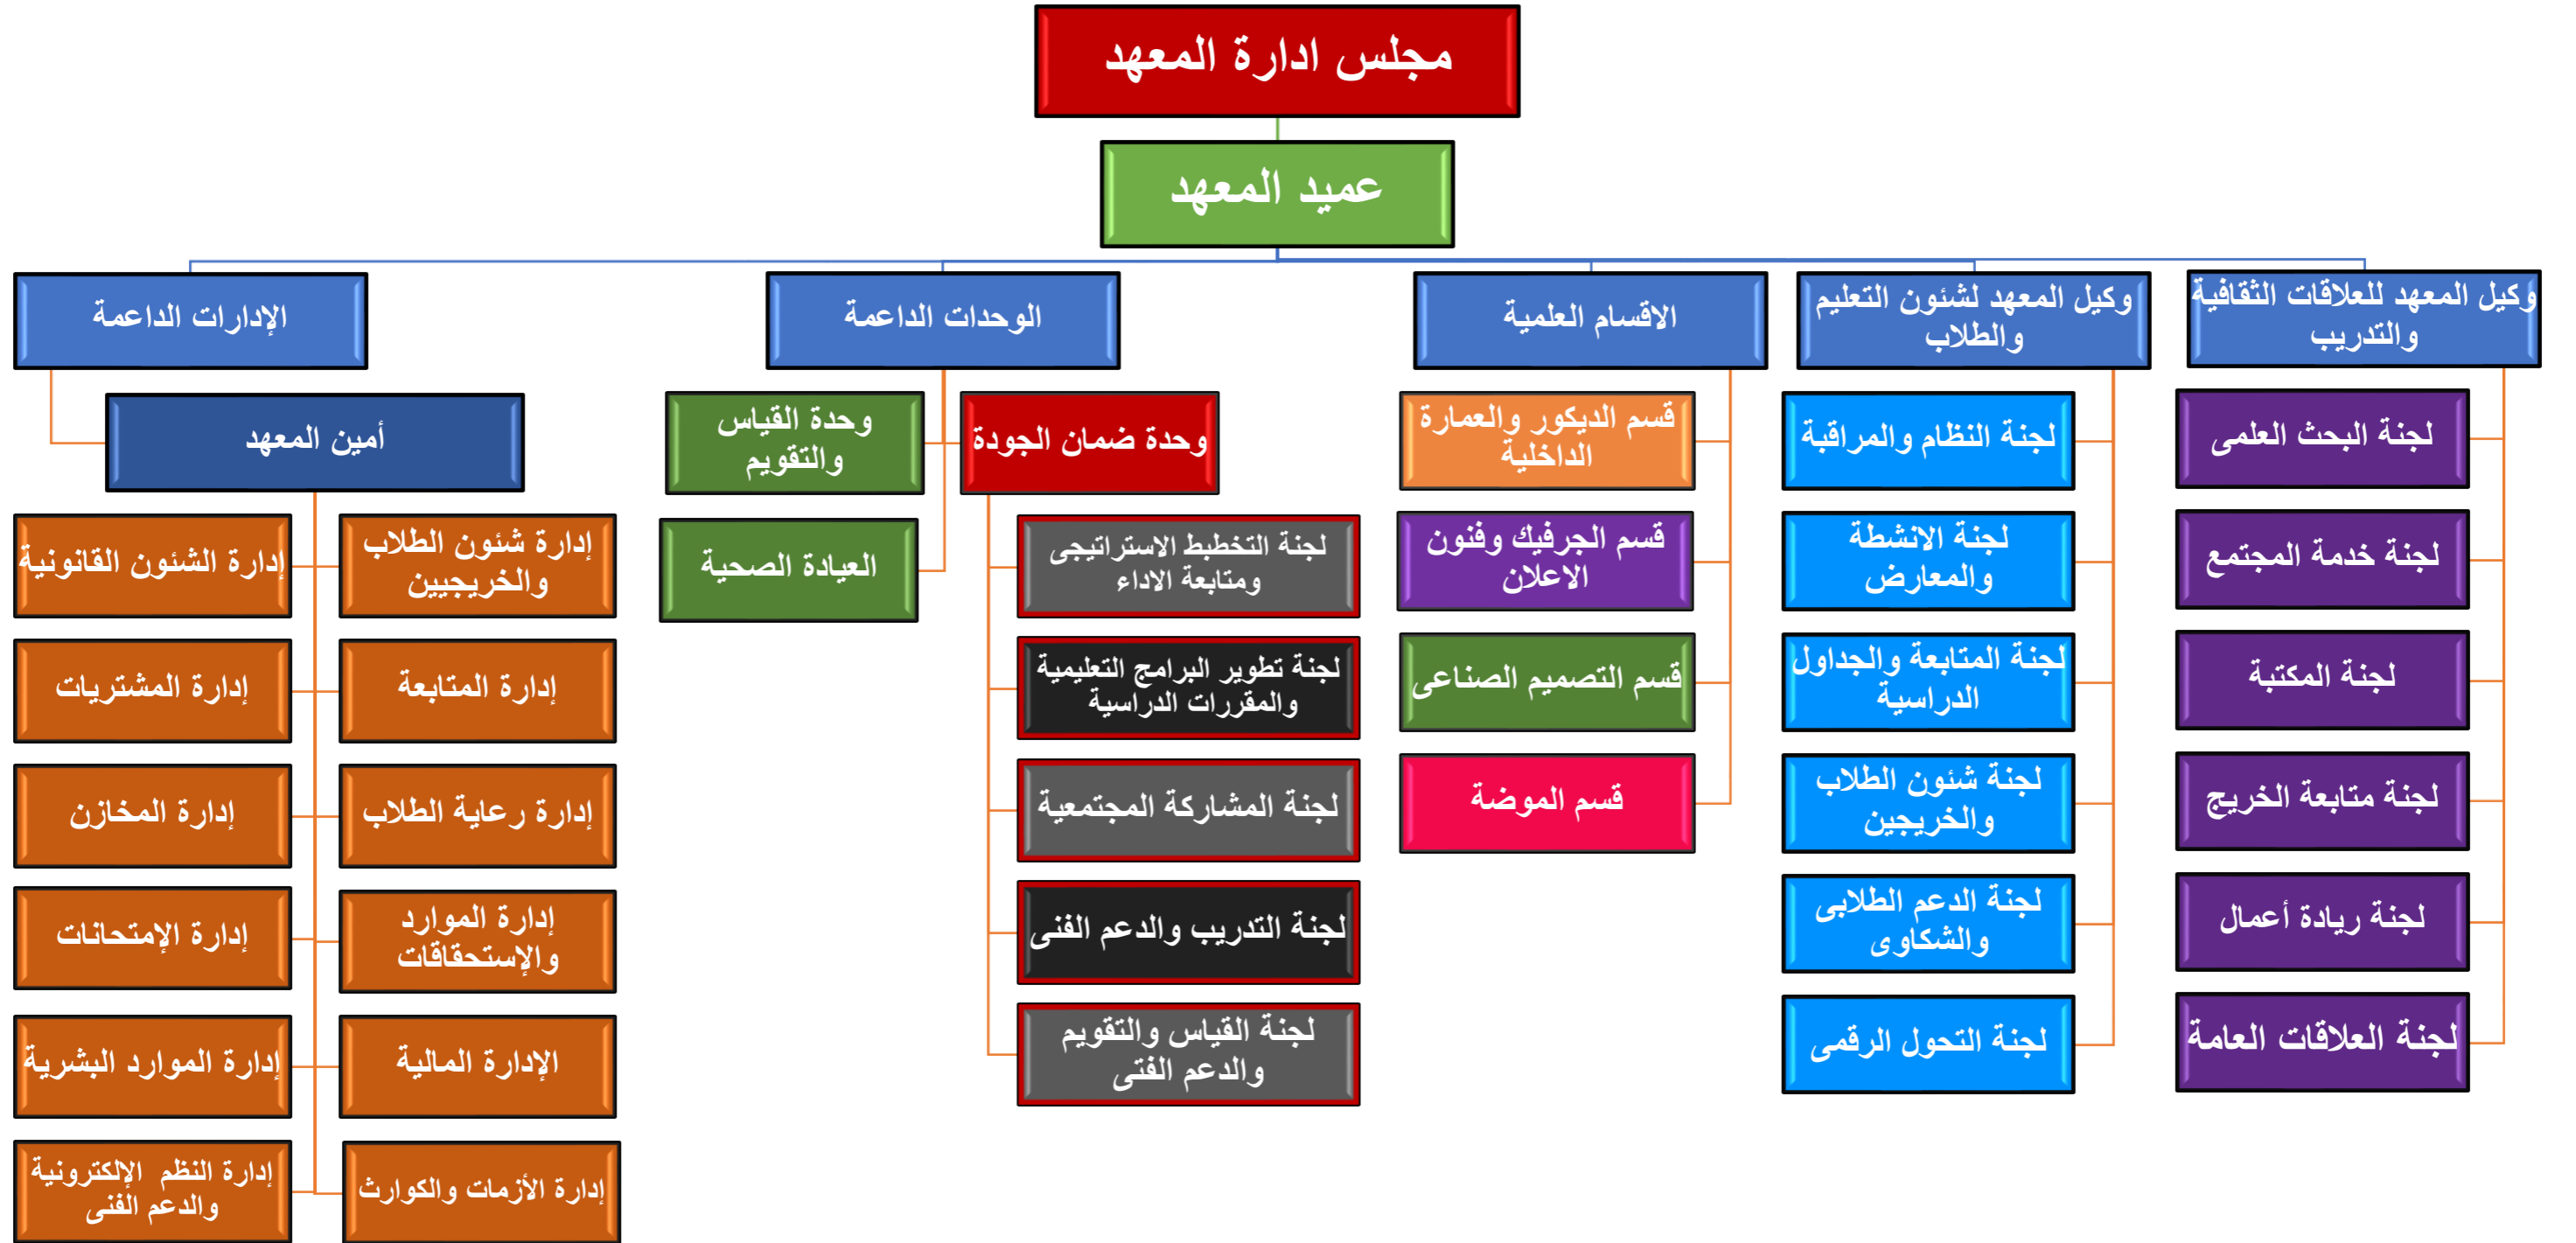 مجلس ادارة المعهد
عميد المعهد
وكيل المعهد للعلاقات الثقافية
والتدريب
وكيل المعهد لشئون التعليم
والطلاب
الاقسام العلمية
الوحدات الداعمة
الإدارات الداعمة
لجنة البحث العلمى
لجنة خدمة المجتمع
لجنة المكتبة
لجنة متابعة الخريج
لجنة ريادة أعمال
لجنة العلاقات العامة
لجنة النظام والمراقبة
لجنة الانشطة
والمعارض
لجنة المتابعة والجداول
الدراسية
لجنة شئون الطلاب
والخريجين
لجنة الدعم الطلابى
والشكاوى
لجنة التحول الرقمى
قسم الديكور والعمارة
الداخلية
قسم الجرفيك وفنون
الاعلان
قسم التصميم الصناعى
قسم الموضة
وحدة ضمان الجودة
لجنة التخطبط الاستراتيجى
ومتابعة الاداء
لجنة تطوير البرامج التعليمية
والمقررات الدراسية
لجنة المشاركة المجتمعية
لجنة التدريب والدعم الفنى
لجنة القياس والتقويم
والدعم الفتى
وحدة القياس
والتقويم
العيادة الصحية
أمين المعهد
إدارة شئون الطلاب
والخريجيين
إدارة الشئون القانونية
إدارة المتابعة
إدارة المشتريات
إدارة رعاية الطلاب
إدارة المخازن
إدارة الموارد
والإستحقاقات
إدارة الإمتحانات
الإدارة المالية
إدارة الموارد البشرية
إدارة الأزمات والكوارث
إدارة النظم الإلكترونية
والدعم الفنى